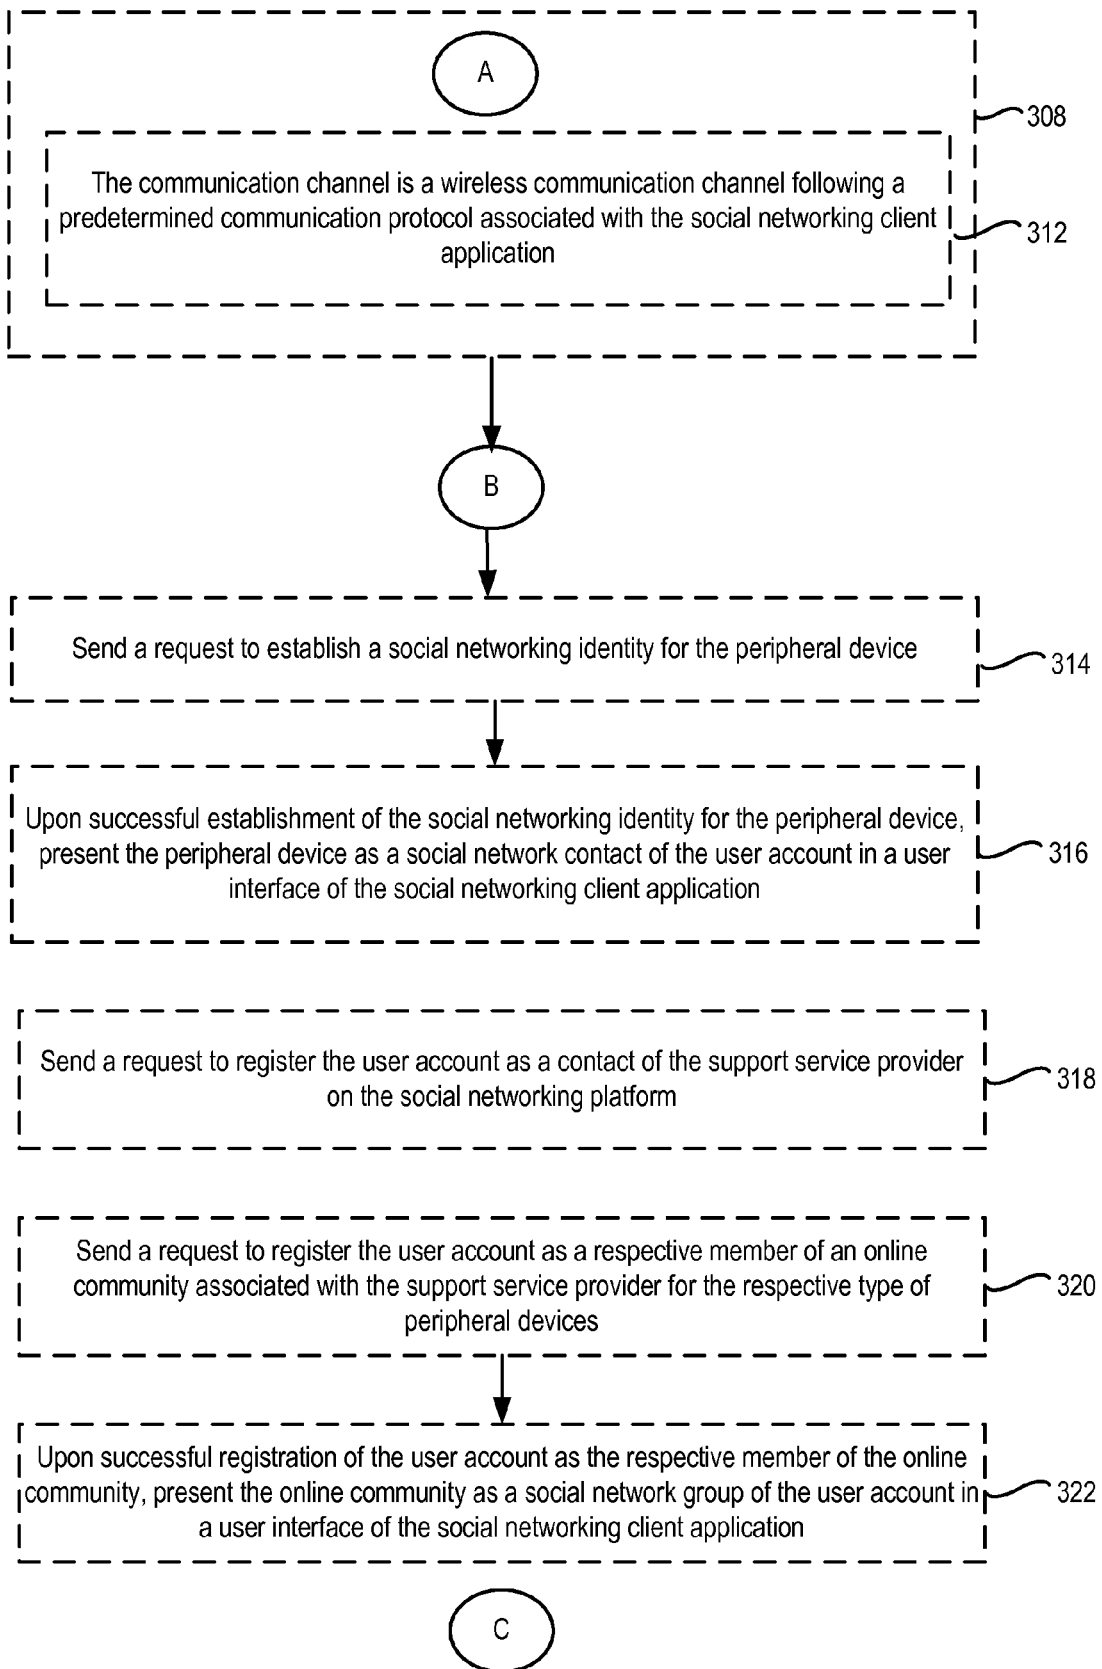 A
308
The communication channel is a wireless communication channel following a
predetermined communication protocol associated with the social networking client
application
312
B
Send a request to establish a social networking identity for the peripheral device
314
Upon successful establishment of the social networking identity for the peripheral device,
present the peripheral device as a social network contact of the user account in a user
interface of the social networking client application
316
Send a request to register the user account as a contact of the support service provider
on the social networking platform
318
Send a request to register the user account as a respective member of an online
community associated with the support service provider for the respective type of
peripheral devices
320
Upon successful registration of the user account as the respective member of the online
community, present the online community as a social network group of the user account in
a user interface of the social networking client application
322
C